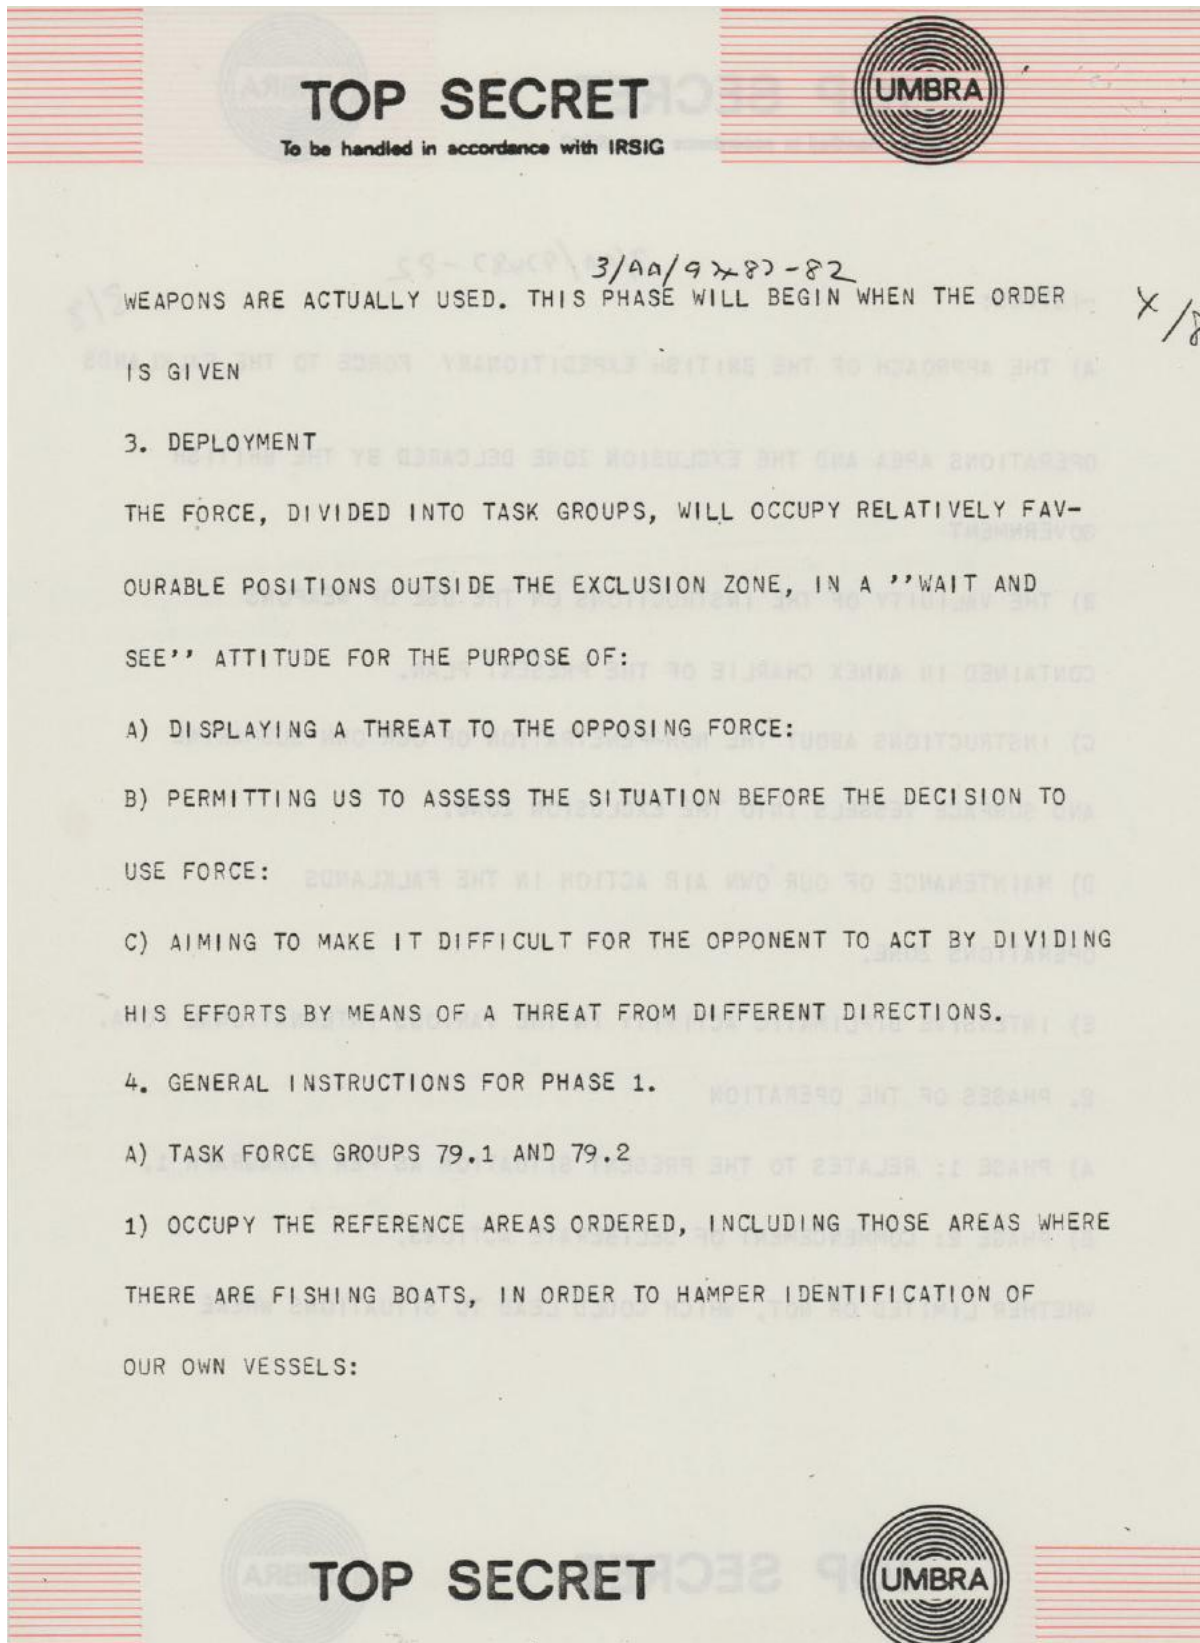 TOP SECRET
UMBRA
To be handled in accordance with IRSIG
3/AA/9
-82
WEAPONS ARE ACTUALLY USED. THIS PHASE WILL BEGIN WHEN THE ORDER
IS GIVEN
3. DEPLOYMENT
THE FORCE, DIVIDED INTO TASK GROUPS, WILL OCCUPY RELATIVELY FAV-
OURABLE POSITIONS OUTSIDE THE EXCLUSION ZONE, IN A ''WAIT AND
SEE'' ATTITUDE FOR THE PURPOSE OF:
A) DISPLAYING A THREAT TO THE OPPOSING FORCE:
B) PERMITTING US TO ASSESS THE SITUATION BEFORE THE DECISION TO
USE FORCE:
C) AIMING TO MAKE IT DIFFICULT FOR THE OPPONENT TO ACT BY DIVIDING
HIS EFFORTS BY MEANS OF A THREAT FROM DIFFERENT DIRECTIONS.
4. GENERAL INSTRUCTIONS FOR PHASE 1.
A) TASK FORCE GROUPS 79.1 AND 79.2
1) OCCUPY THE REFERENCE AREAS ORDERED, INCLUDING THOSE AREAS WHERE
THERE ARE FISHING BOATS, IN ORDER TO HAMPER IDENTIFICATION OF
OUR OWN VESSELS:
TOP SECRET
UMBRA